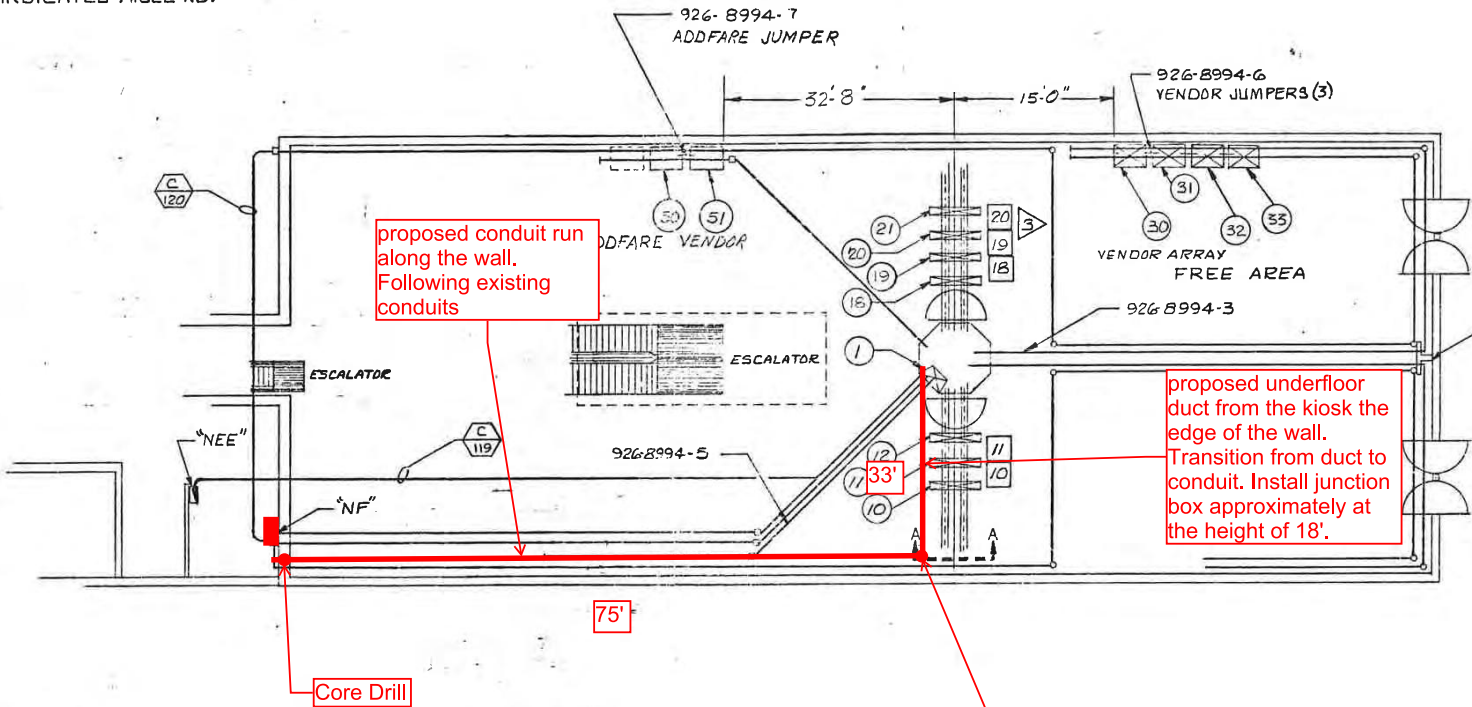 926-8994-7
ADDFARE JUMPER
32'-8"
15'-0"
926-8994-6
VENDOR JUMPERS (3)
C
120
50
51
VENDOR
proposed conduit run
along the wall.
Following existing
conduits
21
20
19
18
20
19
18
3
30
31
32
33
VENDOR ARRAY
FREE AREA
926-8994-3
1
ESCALATOR
ESCALATOR
proposed underfloor
duct from the kiosk the
edge of the wall.
Transition from duct to
conduit. Install junction
box approximately at
the height of 18'.
"NEE"
C
119
926-8994-5
12
11
10
11
10
33'
"NF"
A
A
75'
Core Drill